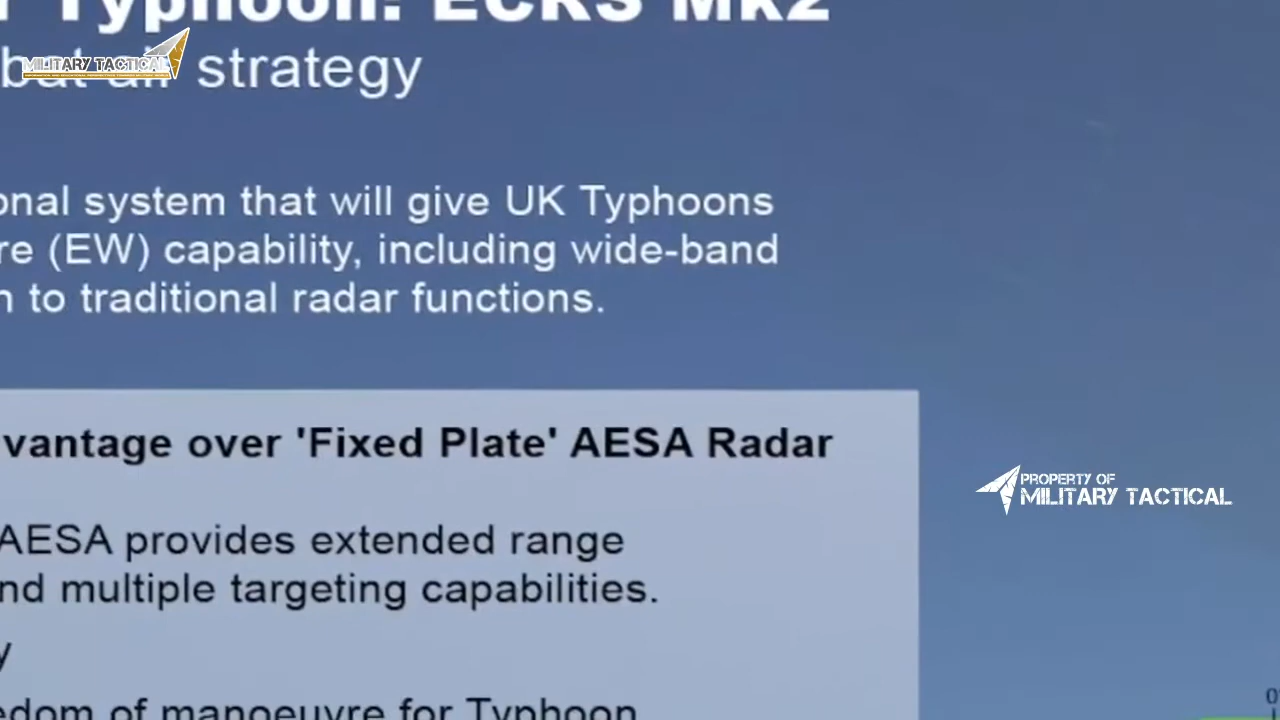 Typhoon: ECRS Mk2
MILITARY TACTICAL
bat air strategy
onal system that will give UK Typhoons
re (EW) capability, including wide-band
n to traditional radar functions.
vantage over 'Fixed Plate' AESA Radar
PROPERTY OF
MILITARY TACTICAL
AESA provides extended range
nd multiple targeting capabilities.
y
edom of manoeuvre for Typhoon